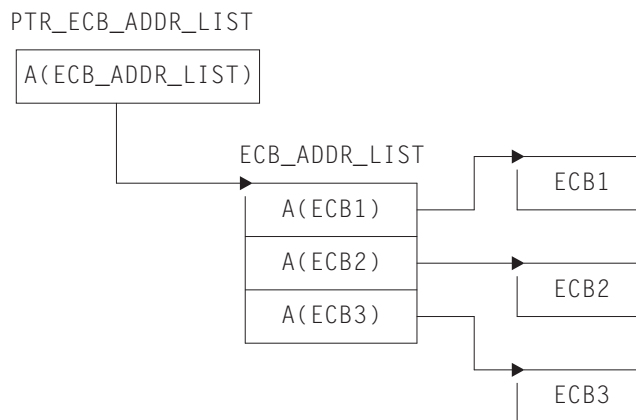 PTR_ECB_ADDR_LIST
A(ECB_ADDR_LIST)
ECB_ADDR_LIST
A(ECB1)
A(ECB2)
A(ECB3)
ECB1
ECB2
ECB3